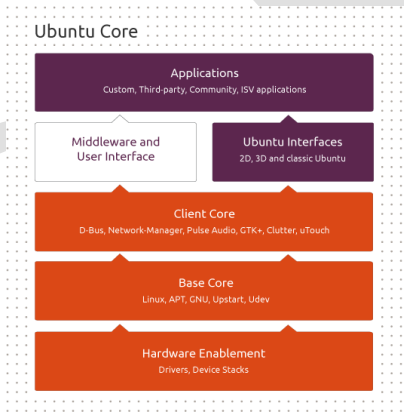 Ubuntu Core
Applications
Custom, Third-party, Community, ISV applications
Middleware and
User Interface
Ubuntu Interfaces
2D, 3D and classic Ubuntu
Client Core
D-Bus, Network-Manager, Pulse Audio, GTK+, Clutter, uTouch
Base Core
Linux, APT, GNU, Upstart, Udev
Hardware Enablement
Drivers, Device Stacks